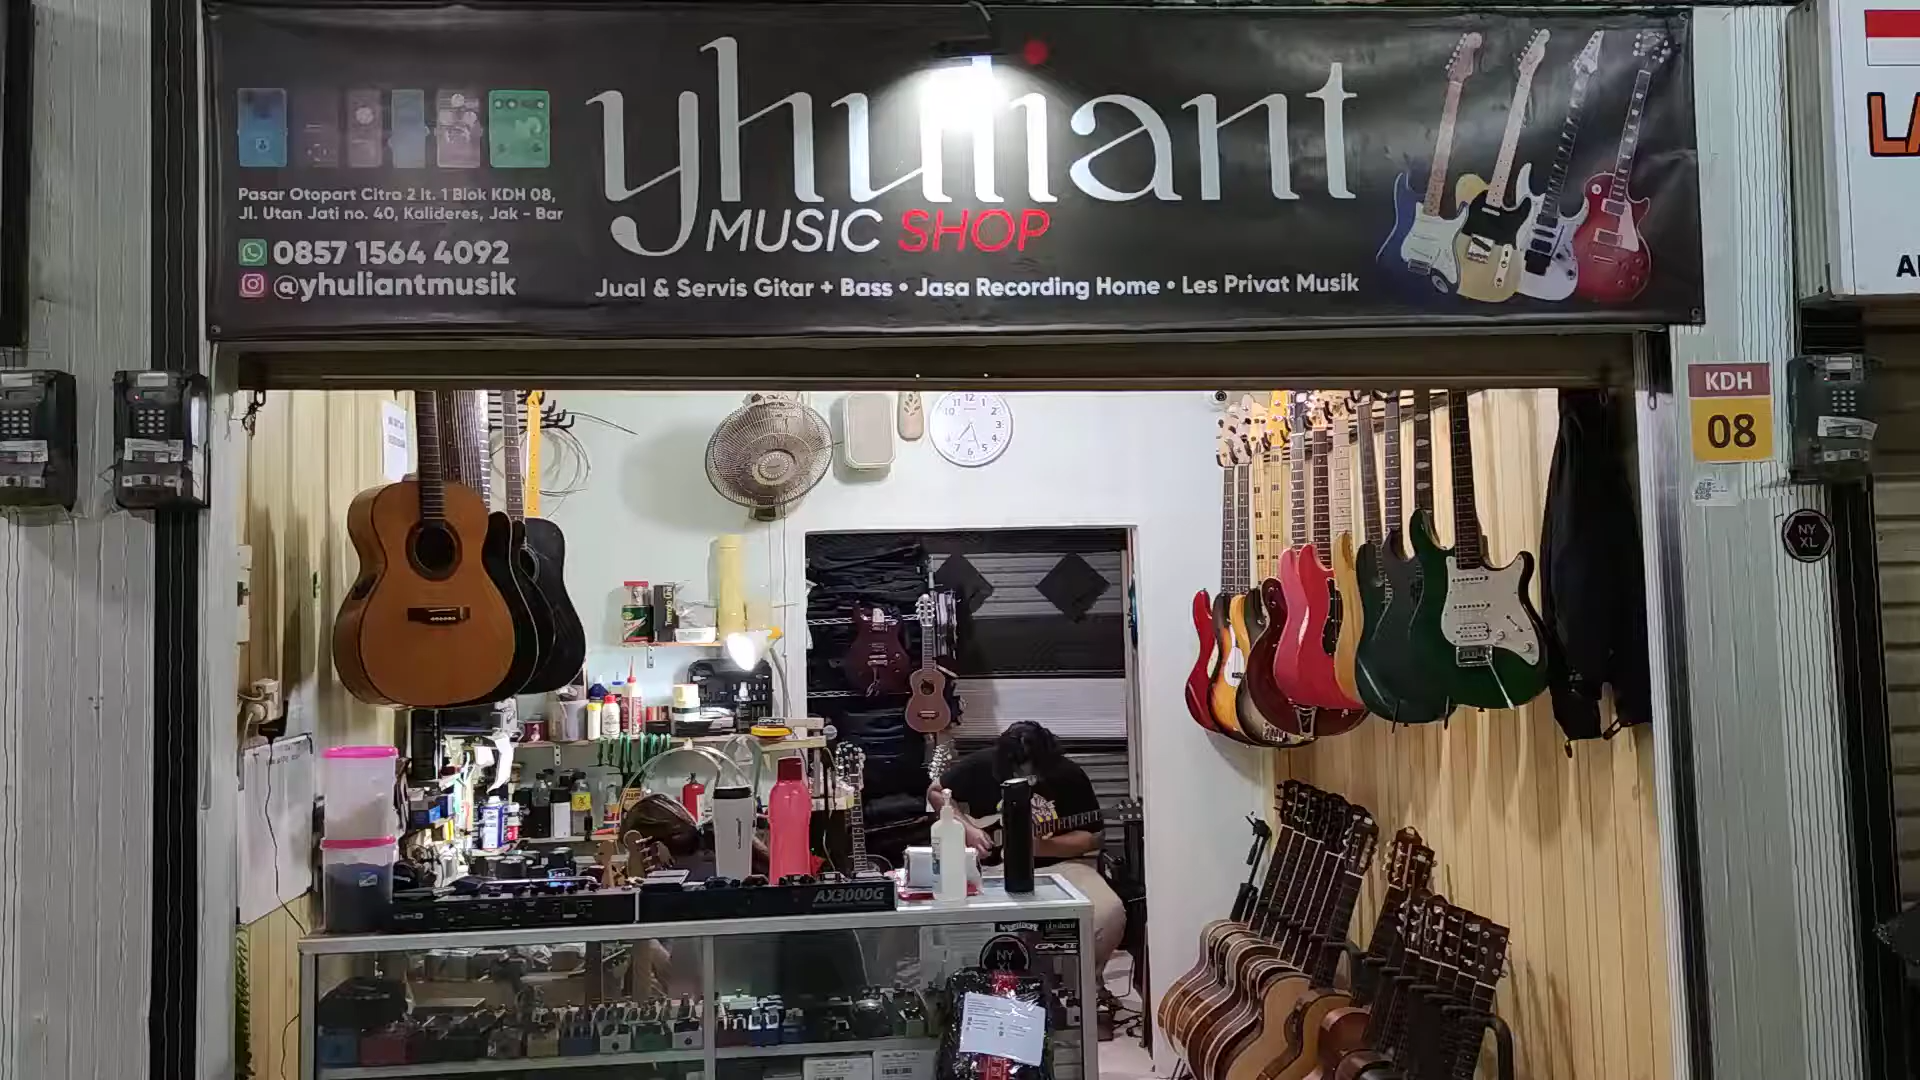 yhuliant
MUSIC SHOP
Pasar Otopart Citra 2 lt. 1 Blok KDH 08,
Jl. Utan Jati no. 40, Kalideres, Jak - Bar
0857 1564 4092
@yhuliantmusik
Jual & Servis Gitar + Bass • Jasa Recording Home • Les Privat Musik
KDH
08
NY
XL
AX3000G
NY